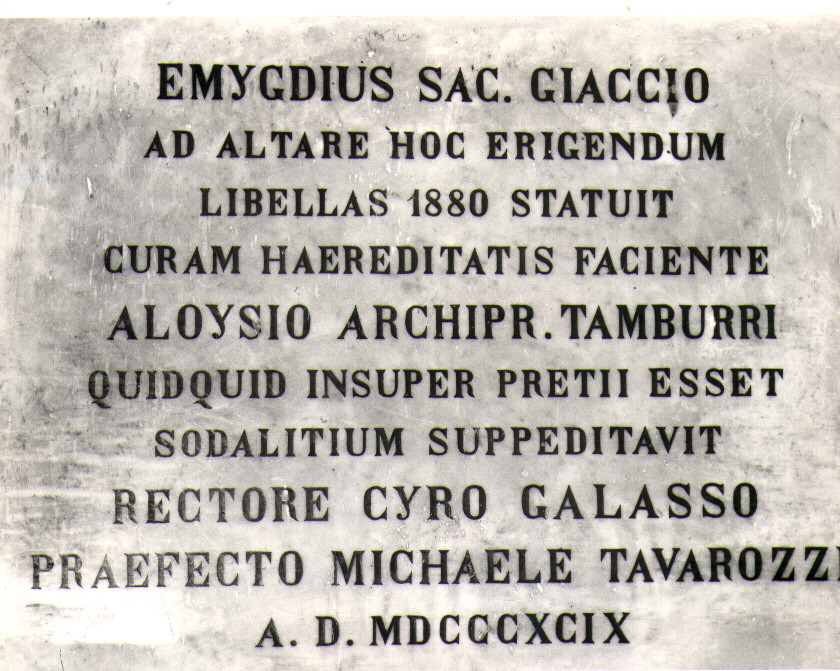 EMYGDIUS SAC. GIACCIO
AD ALTARE HOC ERIGENDUM
LIBELLAS 1880 STATUIT
CURAM HAEREDITATIS FACIENTE
ALOYSIO ARCHIPR. TAMBURRI
QUIDQUID INSUPER PRETII ESSET
SODALITIUM SUPPEDITAVIT
RECTORE CYRO GALASSO
PRAEFECTO MICHAELE TAVAROZZI
A. D. MDCCCXCIX